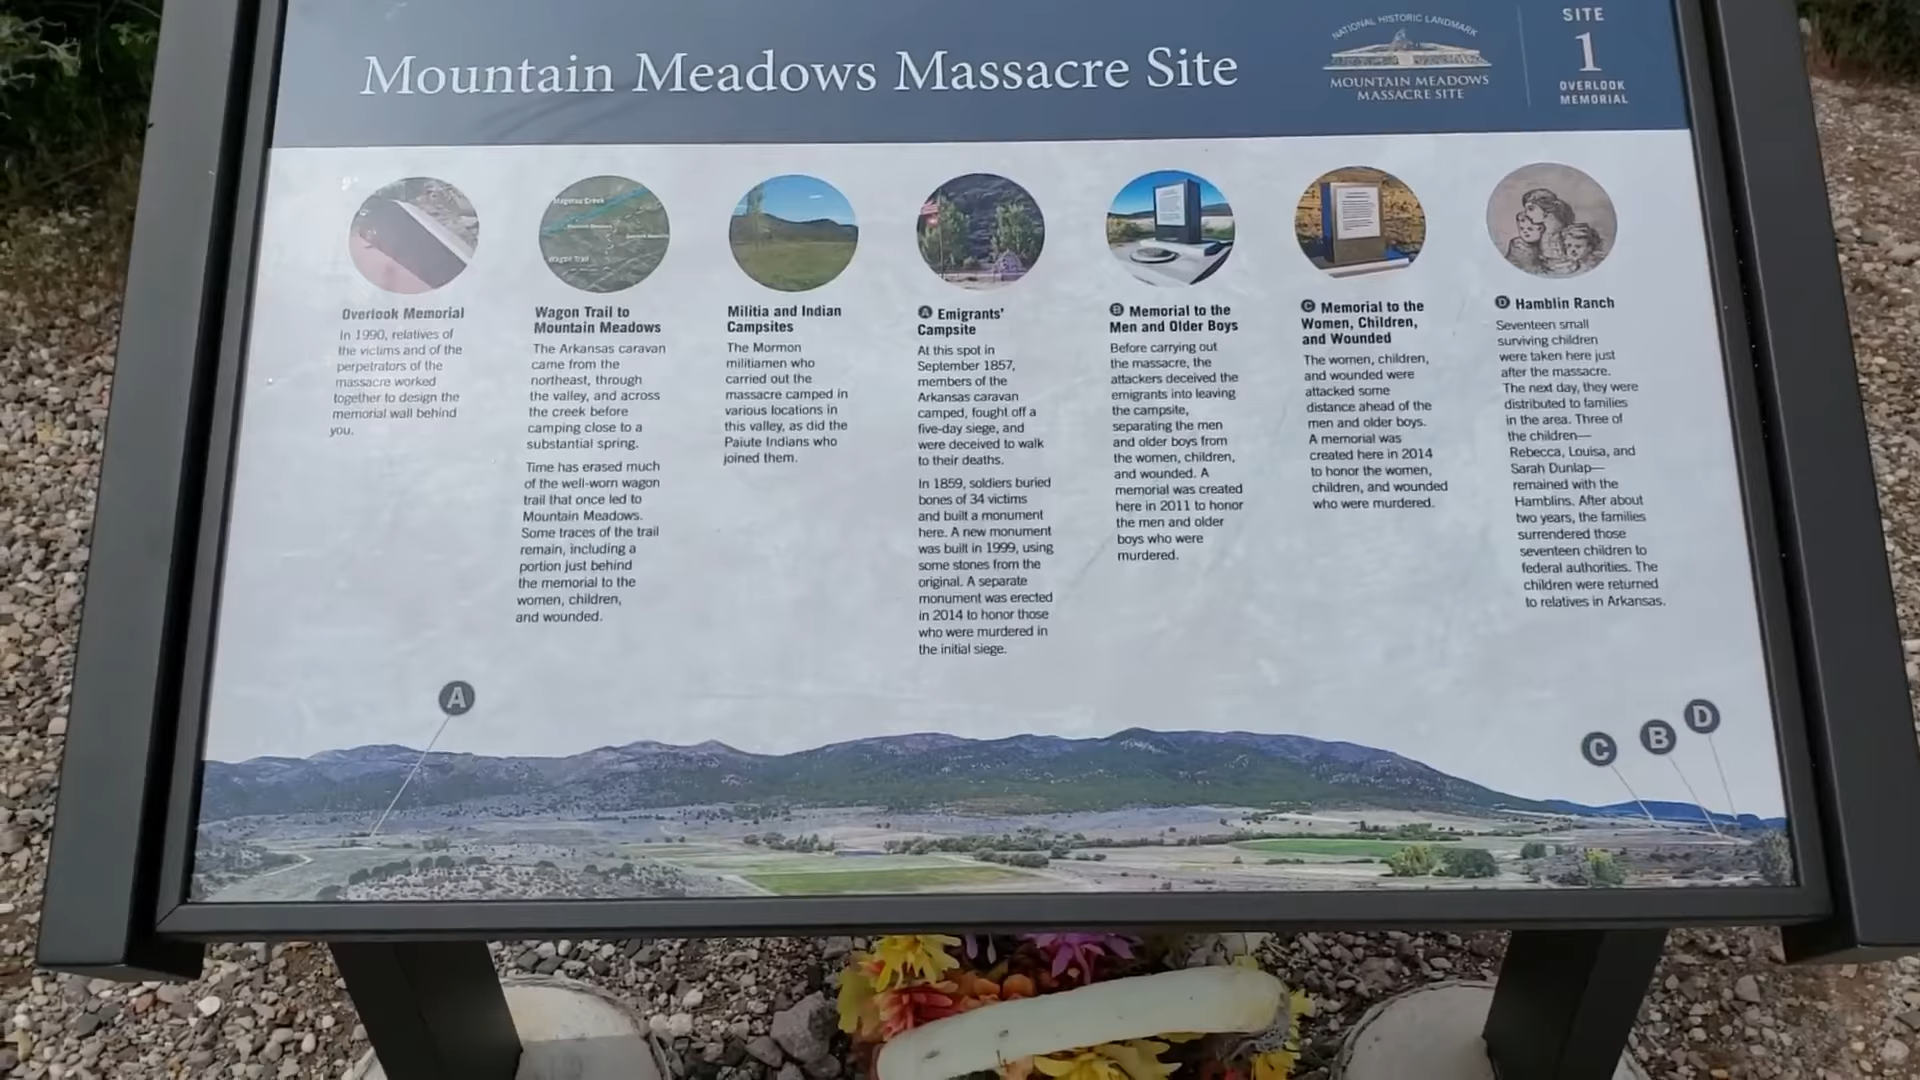 Mountain Meadows Massacre Site
NATIONAL HISTORIC LANDMARK
MOUNTAIN MEADOWS
MASSACRE SITE
SITE
1
OVERLOOK
MEMORIAL
Overlook Memorial
In 1990, relatives of
the victims and of the
perpetrators of the
massacre worked
together to design the
memorial wall behind
you.
Wagon Trail
Wagon Trail to
Mountain Meadows
The Arkansas caravan
came from the
northeast, through
the valley, and across
the creek before
camping close to a
substantial spring.
Time has erased much
of the well-worn wagon
trail that once led to
Mountain Meadows.
Some traces of the trail
remain, including a
portion just behind
the memorial to the
women, children,
and wounded.
Militia and Indian
Campsites
The Mormon
militiamen who
carried out the
massacre camped in
various locations in
this valley, as did the
Paiute Indians who
joined them.
A Emigrants'
Campsite
At this spot in
September 1857,
members of the
Arkansas caravan
camped, fought off a
five-day siege, and
were deceived to walk
to their deaths.
In 1859, soldiers buried
bones of 34 victims
and built a monument
here. A new monument
was built in 1999, using
some stones from the
original. A separate
monument was erected
in 2014 to honor those
who were murdered in
the initial siege.
B Memorial to the
Men and Older Boys
Before carrying out
the massacre, the
attackers deceived the
emigrants into leaving
the campsite,
separating the men
and older boys from
the women, children,
and wounded. A
memorial was created
here in 2011 to honor
the men and older
boys who were
murdered.
C Memorial to the
Women, Children,
and Wounded
The women, children,
and wounded were
attacked some
distance ahead of the
men and older boys.
A memorial was
created here in 2014
to honor the women,
children, and wounded
who were murdered.
D Hamblin Ranch
Seventeen small
surviving children
were taken here just
after the massacre.
The next day, they were
distributed to families
in the area. Three of
the children—
Rebecca, Louisa, and
Sarah Dunlap—
remained with the
Hamblins. After about
two years, the families
surrendered those
seventeen children to
federal authorities. The
children were returned
to relatives in Arkansas.
A
C
B
D